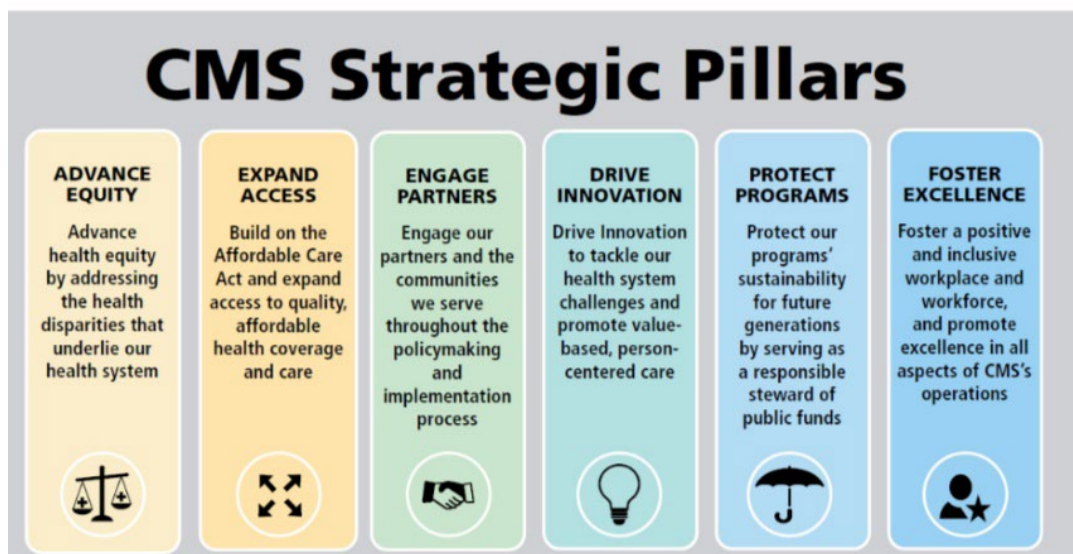 CMS Strategic Pillars
ADVANCE
EQUITY
Advance
health equity
by addressing
the health
disparities that
underlie our
health system
EXPAND
ACCESS
Build on the
Affordable Care
Act and expand
access to quality,
affordable
health coverage
and care
ENGAGE
PARTNERS
Engage our
partners and the
communities
we serve
throughout the
policymaking
and
implementation
process
DRIVE
INNOVATION
Drive Innovation
to tackle our
health system
challenges and
promote value-
based, person-
centered care
PROTECT
PROGRAMS
Protect our
programs’
sustainability
for future
generations
by serving as
a responsible
steward of
public funds
FOSTER
EXCELLENCE
Foster a positive
and inclusive
workplace and
workforce,
and promote
excellence in all
aspects of CMS’s
operations